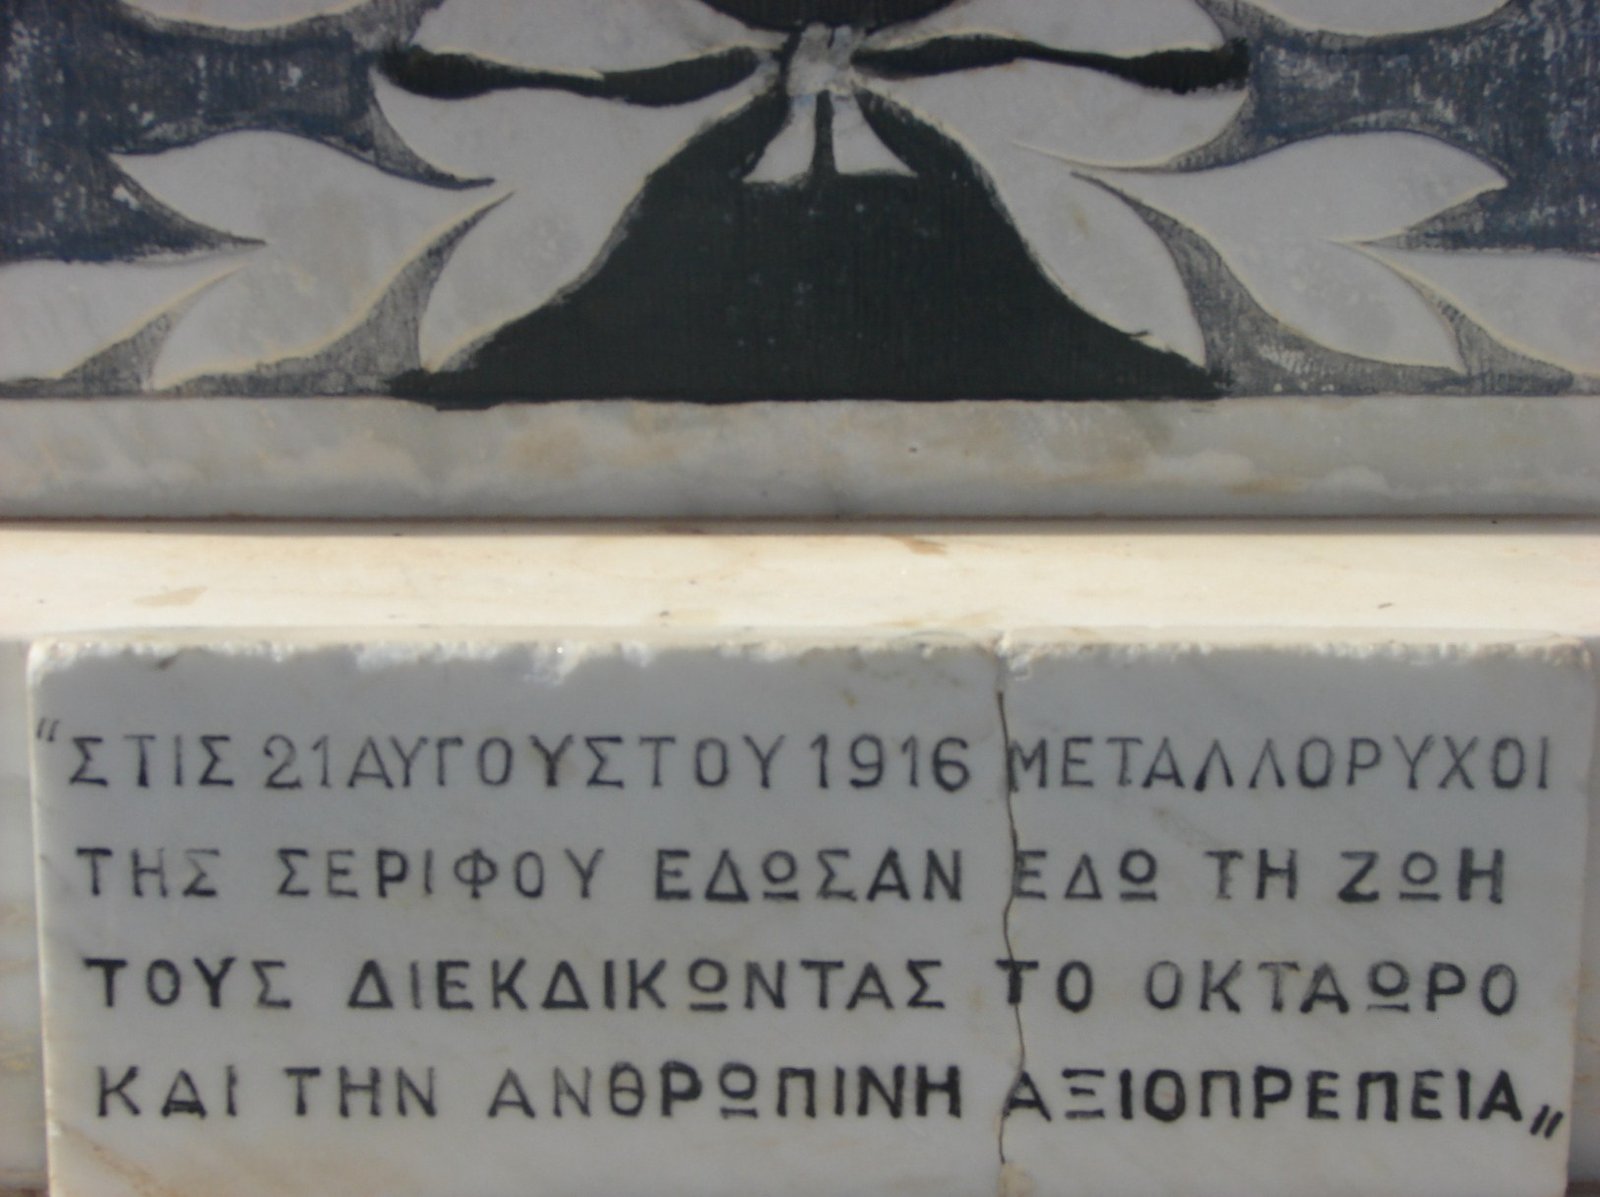 “ΣΤΙΣ 21 ΑΥΓΟΥΣΤΟΥ 1916 ΜΕΤΑΛΛΟΡΥΧΟΙ
ΤΗΣ ΣΕΡΙΦΟΥ ΕΔΩΣΑΝ ΕΔΩ ΤΗ ΖΩΗ
ΤΟΥΣ ΔΙΕΚΔΙΚΩΝΤΑΣ ΤΟ ΟΚΤΑΩΡΟ
ΚΑΙ ΤΗΝ ΑΝΘΡΩΠΙΝΗ ΑΞΙΟΠΡΕΠΕΙΑ„